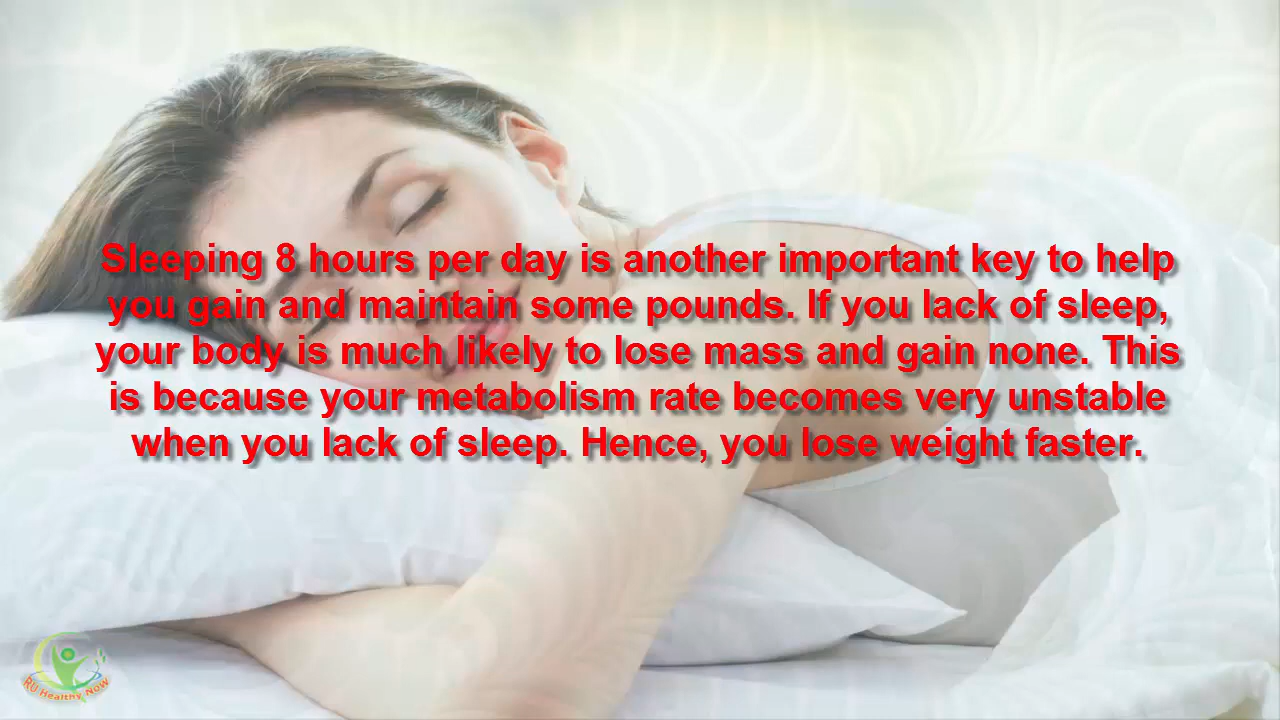 Sleeping 8 hours per day is another important key to help
you gain and maintain some pounds. If you lack of sleep,
your body is much likely to lose mass and gain none. This
is because your metabolism rate becomes very unstable
when you lack of sleep. Hence, you lose weight faster.
RU Healthy Now